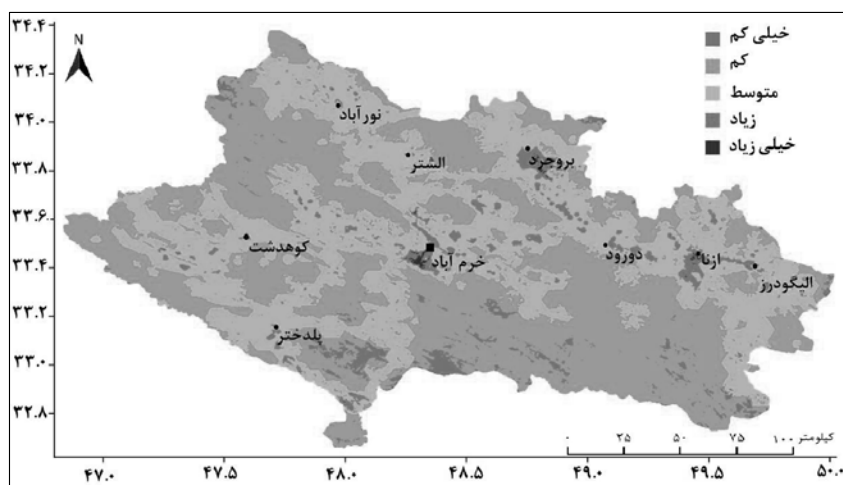 ۳۴.۴
۳۴.۲
۳۴.۰
۳۳.۸
۳۳.۶
۳۳.۴
۳۳.۲
۳۳.۰
۳۲.۸
N
خیلی کم
کم
متوسط
زیاد
خیلی زیاد
نورآباد
الشتر
بروجرد
کوهدشت
خرم آباد
دورود
ازنا
الیگودرز
پلدختر
۰ ۲۵ ۵۰ ۷۵ ۱۰۰ کیلومتر
۴۷.۰ ۴۷.۵ ۴۸.۰ ۴۸.۵ ۴۹.۰ ۴۹.۵ ۵۰.۰